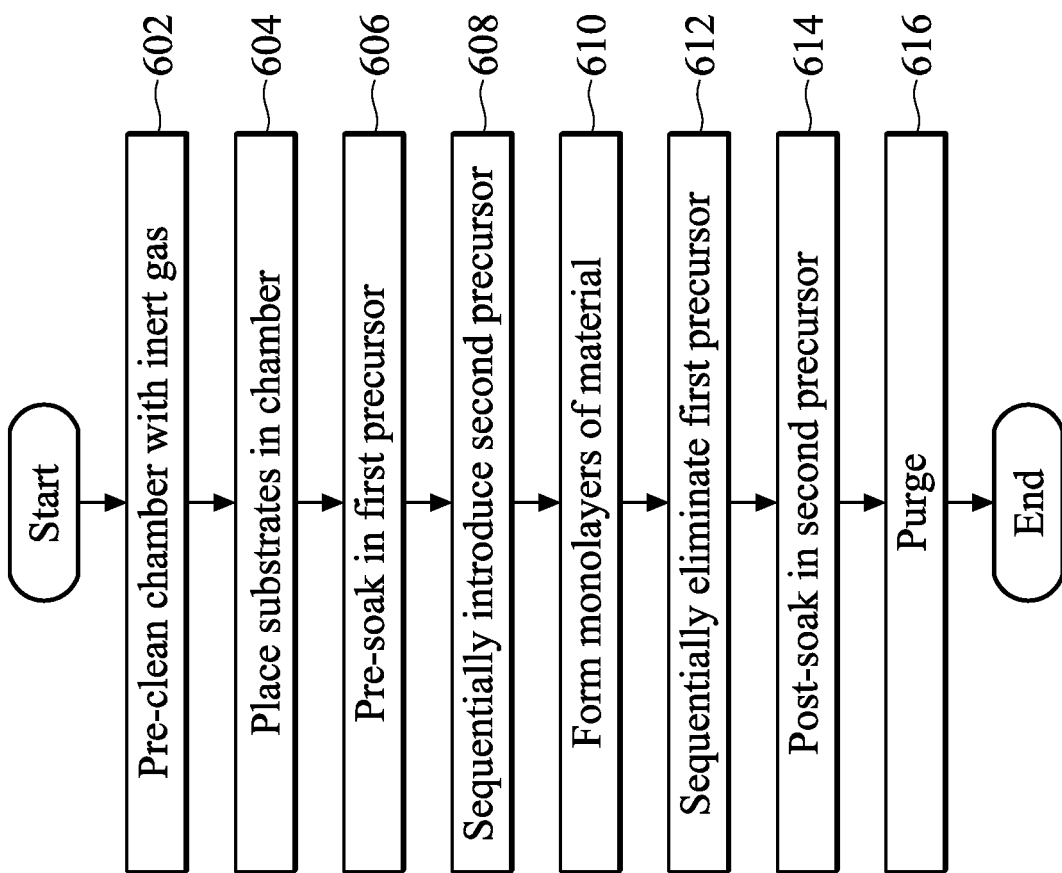 Start
Pre-clean chamber with inert gas 602
Place substrates in chamber 604
Pre-soak in first precursor 606
Sequentially introduce second precursor 608
Form monolayers of material 610
Sequentially eliminate first precursor 612
Post-soak in second precursor 614
Purge 616
End